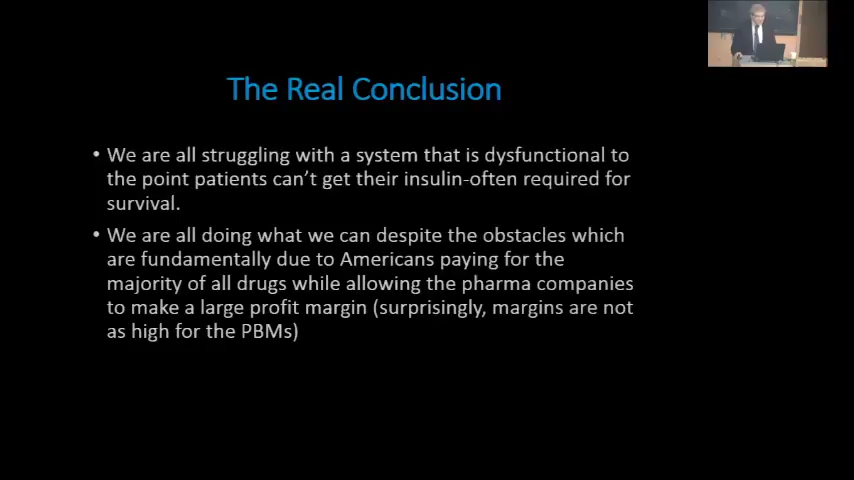 The Real Conclusion
• We are all struggling with a system that is dysfunctional to
the point patients can't get their insulin-often required for
survival.
• We are all doing what we can despite the obstacles which
are fundamentally due to Americans paying for the
majority of all drugs while allowing the pharma companies
to make a large profit margin (surprisingly, margins are not
as high for the PBMs)